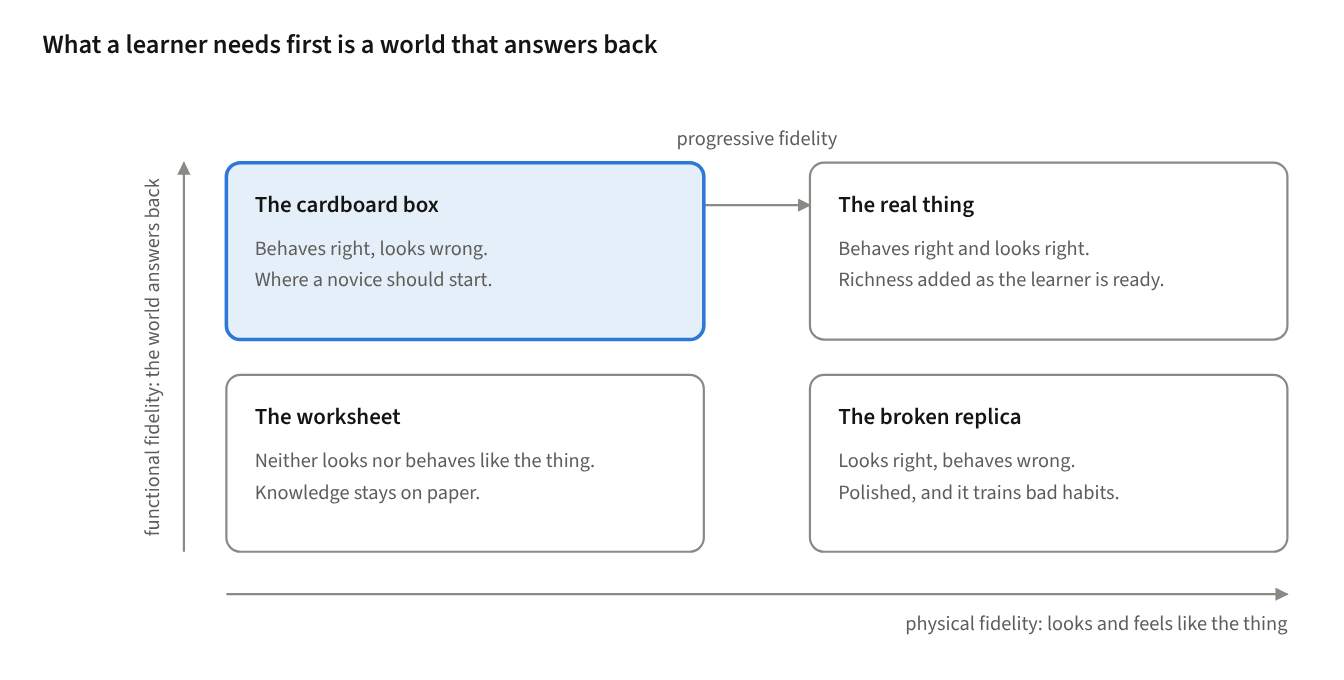 What a learner needs first is a world that answers back
progressive fidelity
functional fidelity: the world answers back
The cardboard box
Behaves right, looks wrong.
Where a novice should start.
The real thing
Behaves right and looks right.
Richness added as the learner is ready.
The worksheet
Neither looks nor behaves like the thing.
Knowledge stays on paper.
The broken replica
Looks right, behaves wrong.
Polished, and it trains bad habits.
physical fidelity: looks and feels like the thing